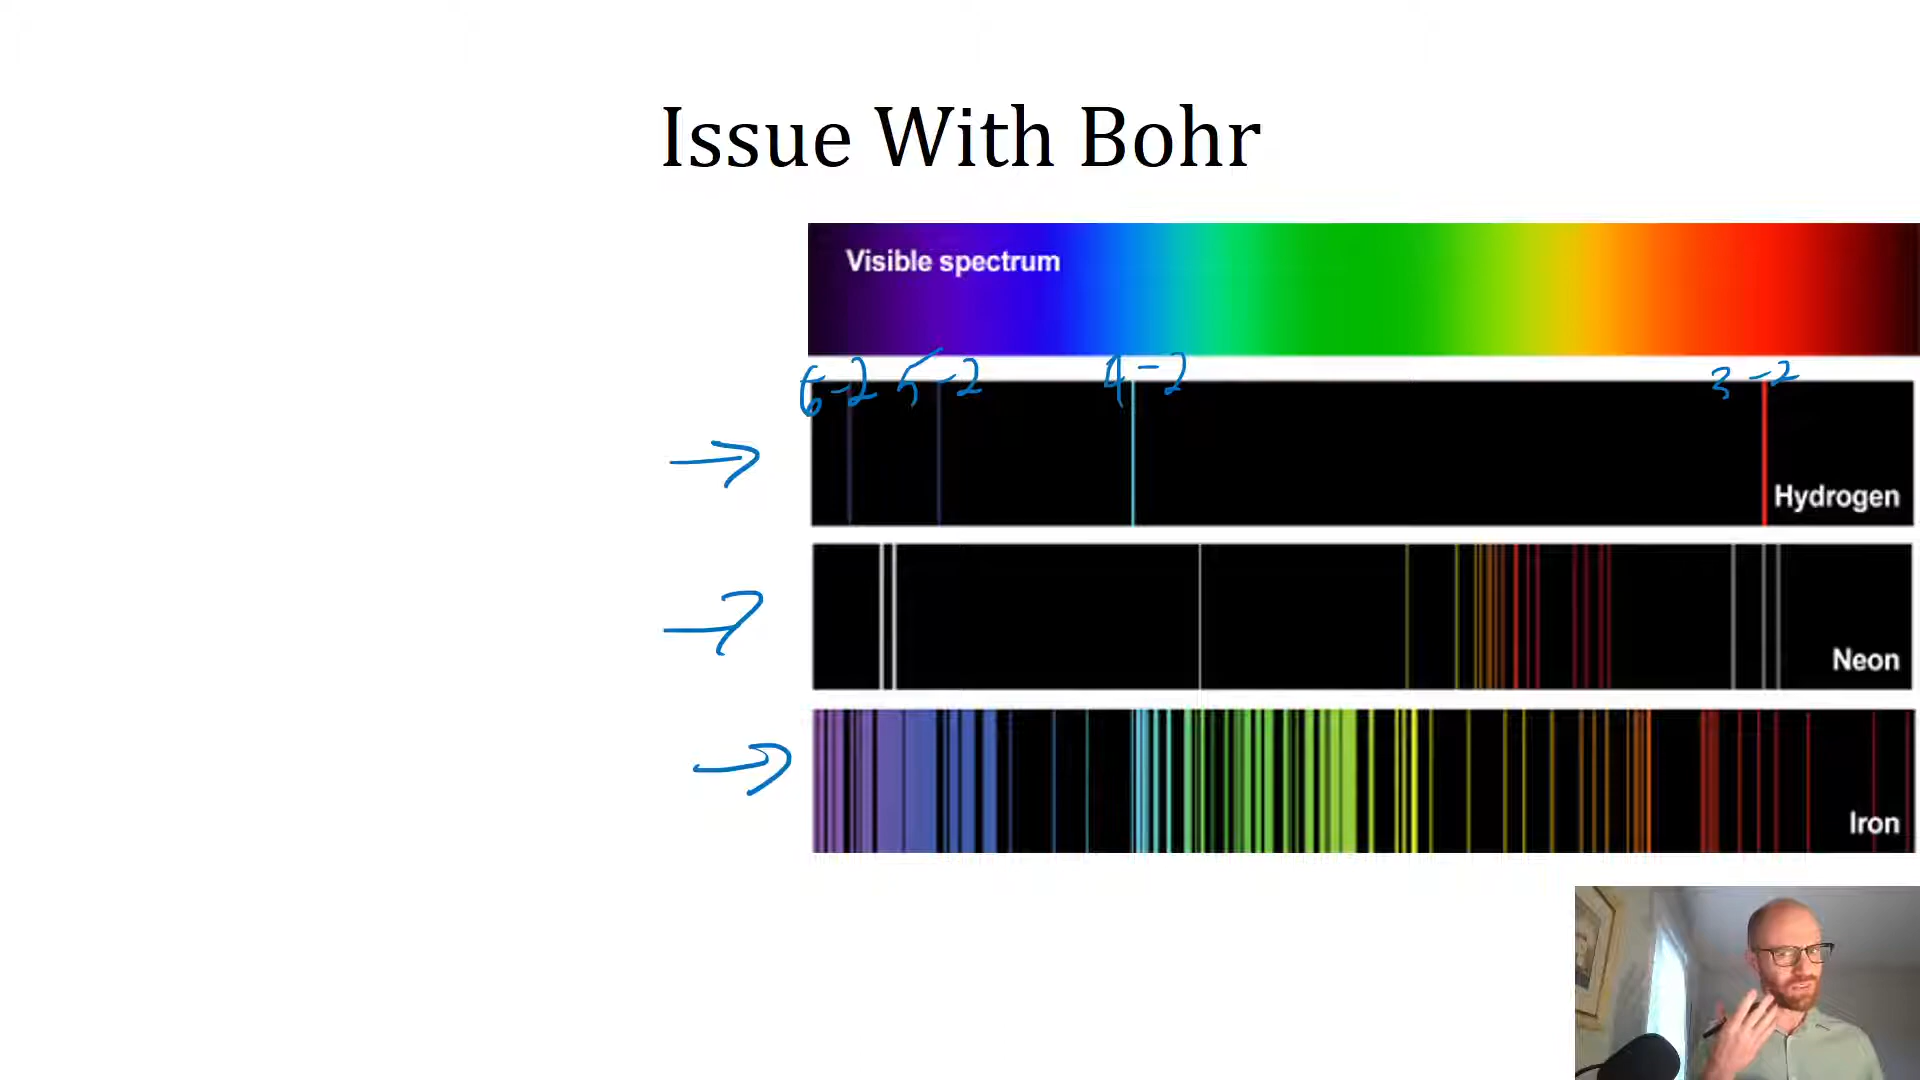 Issue With Bohr
Visible spectrum
6-2 5-2 4-2 3-2
Hydrogen
Neon
Iron